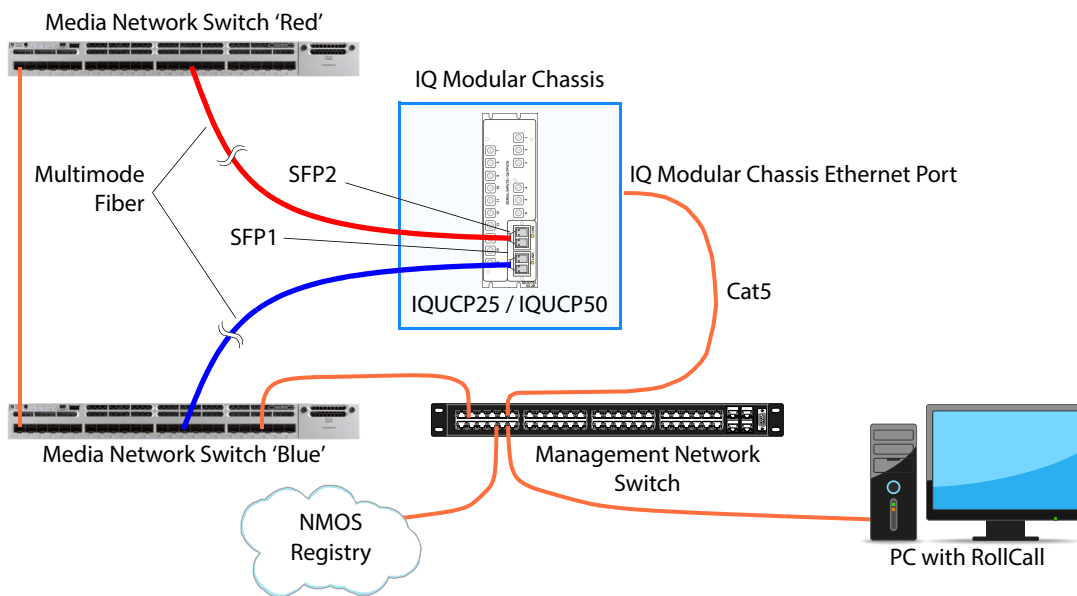 Media Network Switch ‘Red’
IQ Modular Chassis
Multimode
Fiber
SFP2
SFP1
IQ Modular Chassis Ethernet Port
IQUCP25 / IQUCP50
Cat5
Media Network Switch ‘Blue’
Management Network
Switch
NMOS
Registry
PC with RollCall